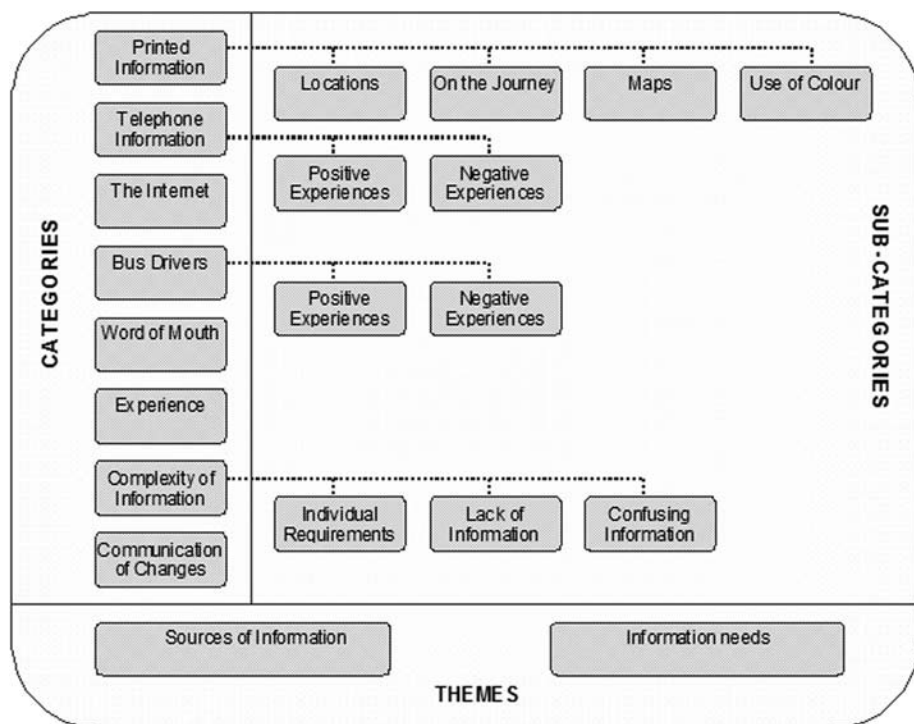 Printed
Information
Locations
On the Journey
Maps
Use of Colour
Telephone
Information
Positive
Experiences
Negative
Experiences
The Internet
Bus Drivers
Positive
Experiences
Negative
Experiences
Word of Mouth
Experience
Complexity of
Information
Individual
Requirements
Lack of
Information
Confusing
Information
Communication
of Changes
CATEGORIES
SUB-CATEGORIES
Sources of Information
Information needs
THEMES